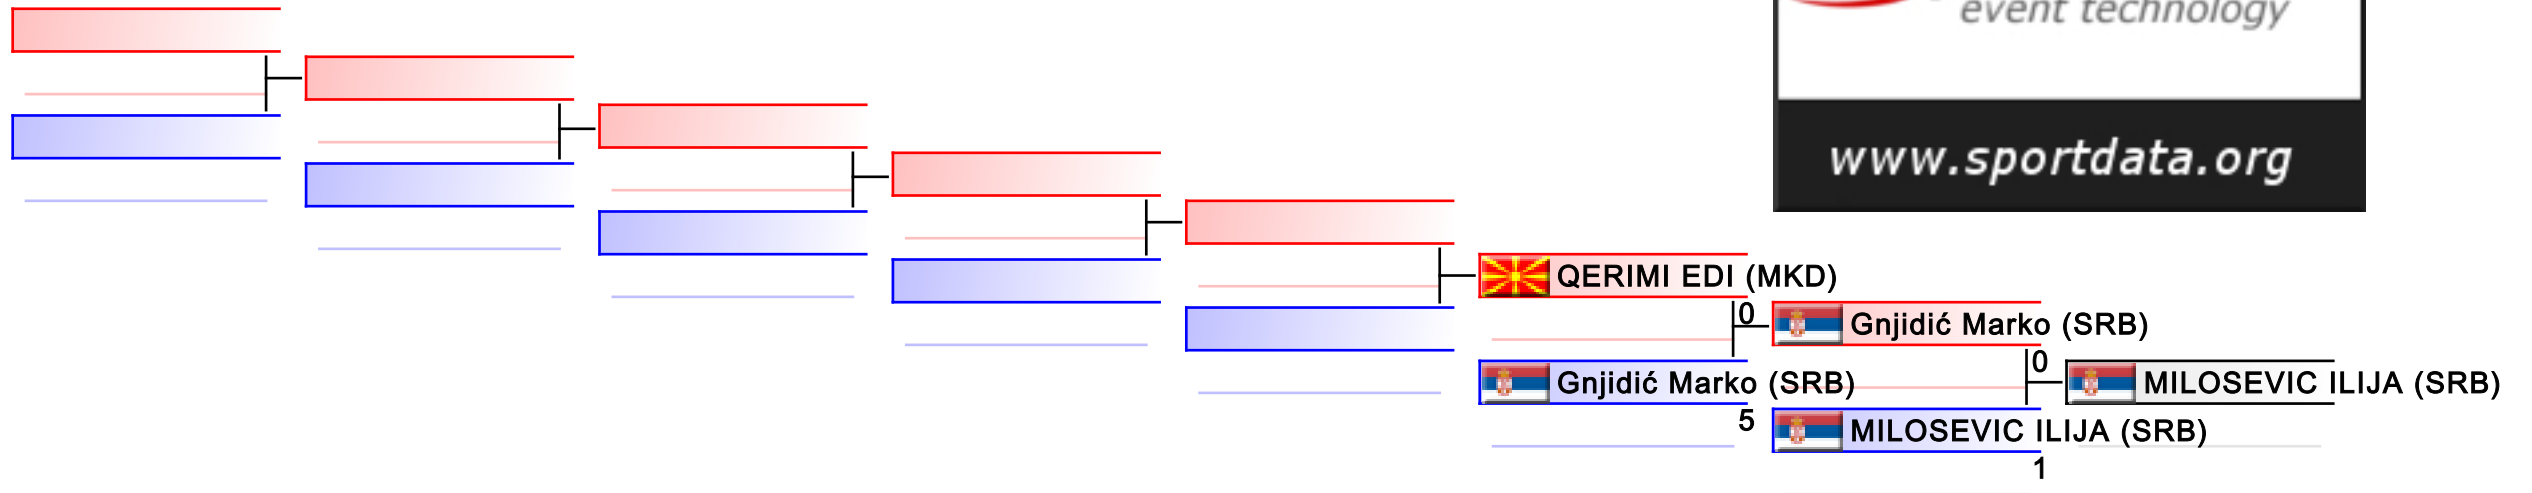 event technology
www.sportdata.org
QERIMI EDI (MKD)
0
Gnjidić Marko (SRB)
0
Gnjidić Marko (SRB)
MILOSEVIC ILIJA (SRB)
5
MILOSEVIC ILIJA (SRB)
1